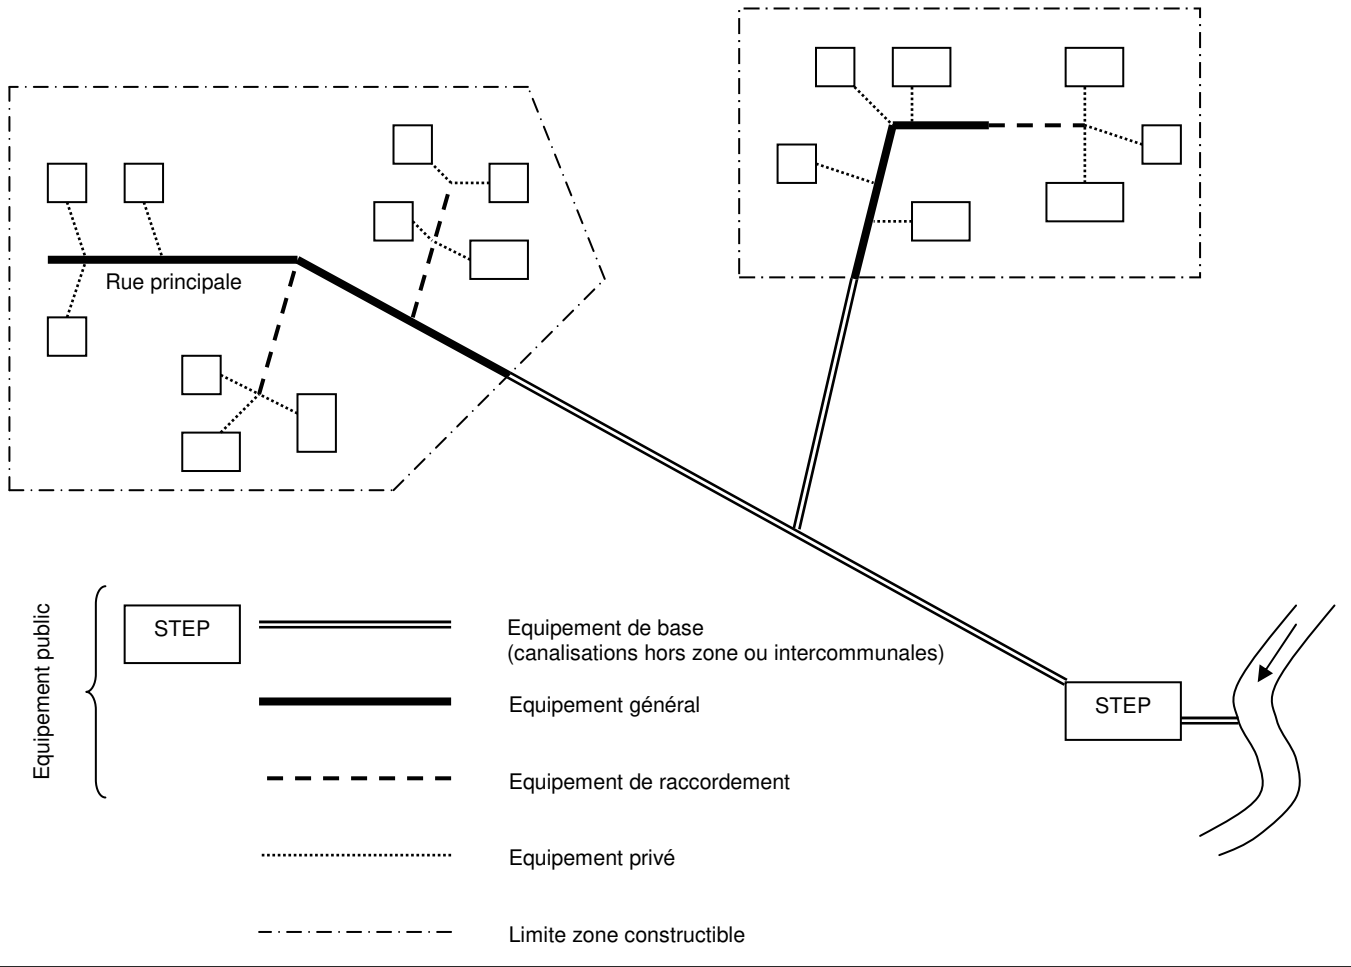 Rue principale
Equipement public
STEP
Equipement de base
(canalisations hors zone ou intercommunales)
Equipement général
STEP
Equipement de raccordement
Equipement privé
Limite zone constructible